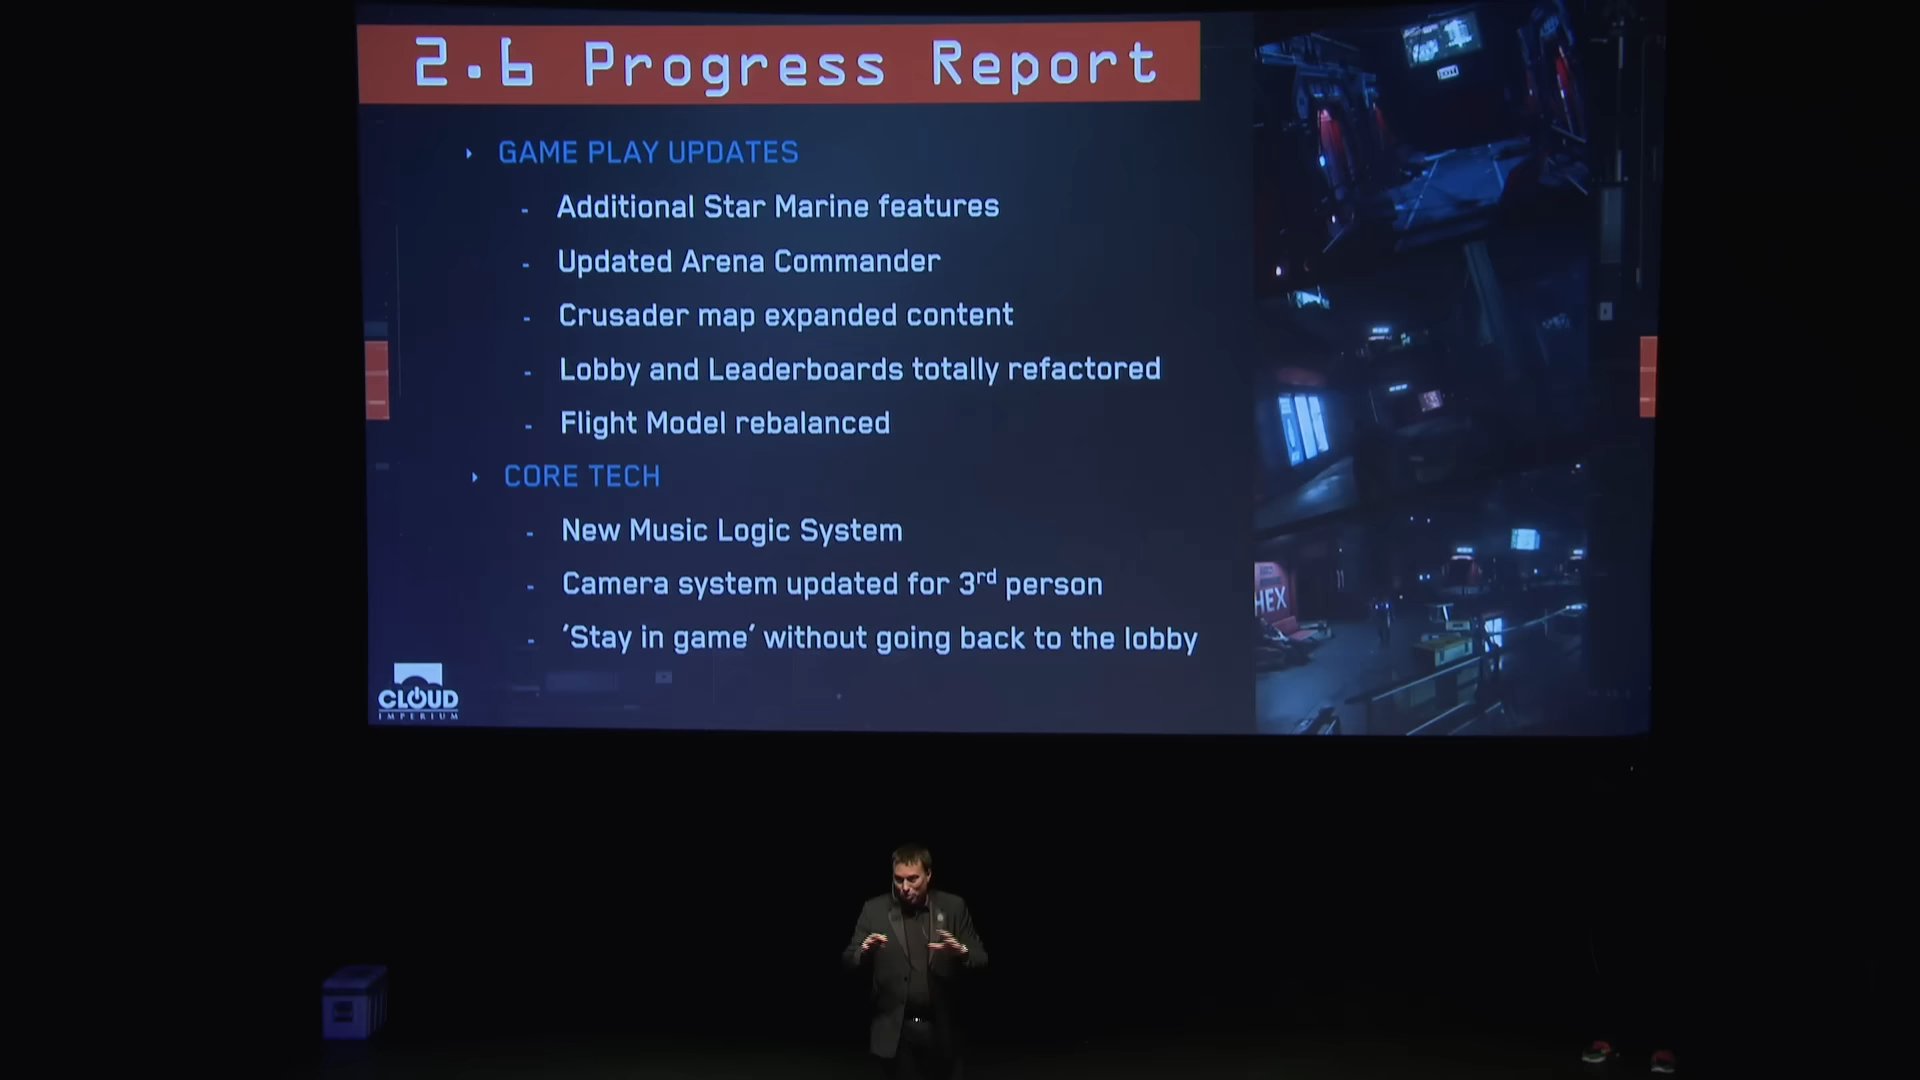 2.6 Progress Report
GAME PLAY UPDATES
- Additional Star Marine features
- Updated Arena Commander
- Crusader map expanded content
- Lobby and Leaderboards totally refactored
- Flight Model rebalanced
CORE TECH
- New Music Logic System
- Camera system updated for 3rd person
- 'Stay in game' without going back to the lobby
CLOUD
IMPERIUM
HEX